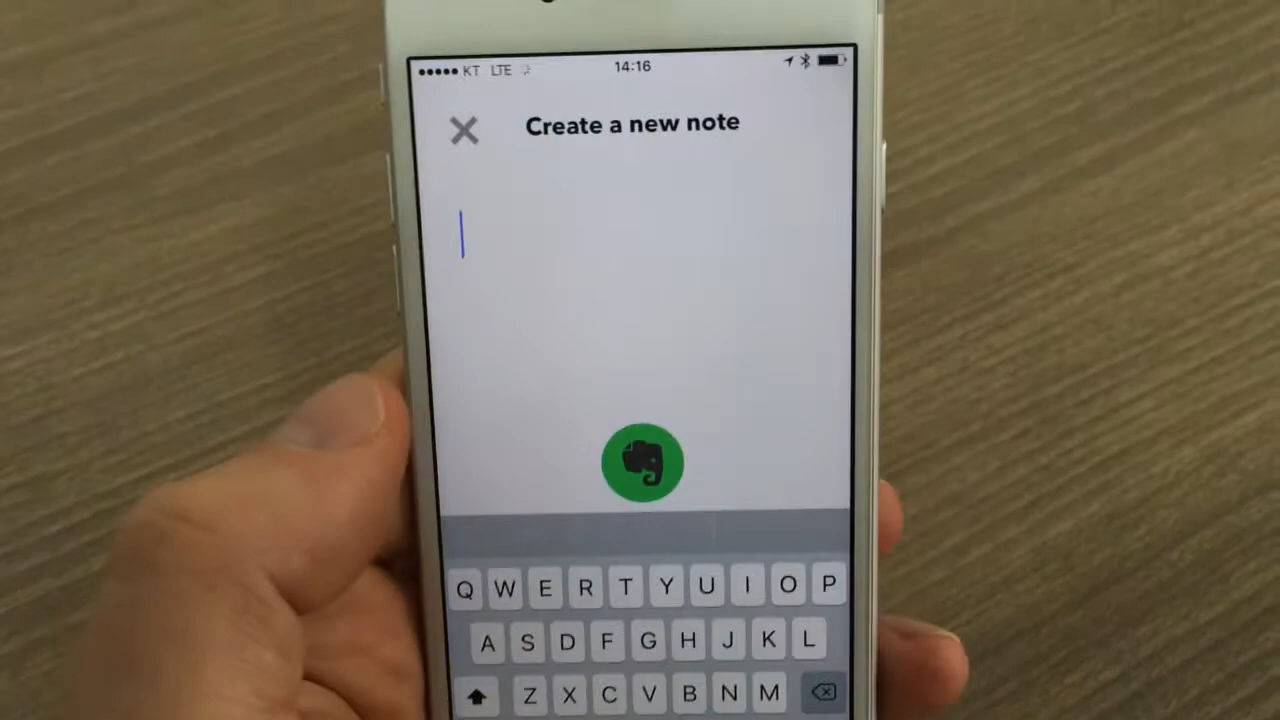 KT LTE 14:16
Create a new note
Q W E R T Y U I O P
A S D F G H J K L
Z X C V B N M